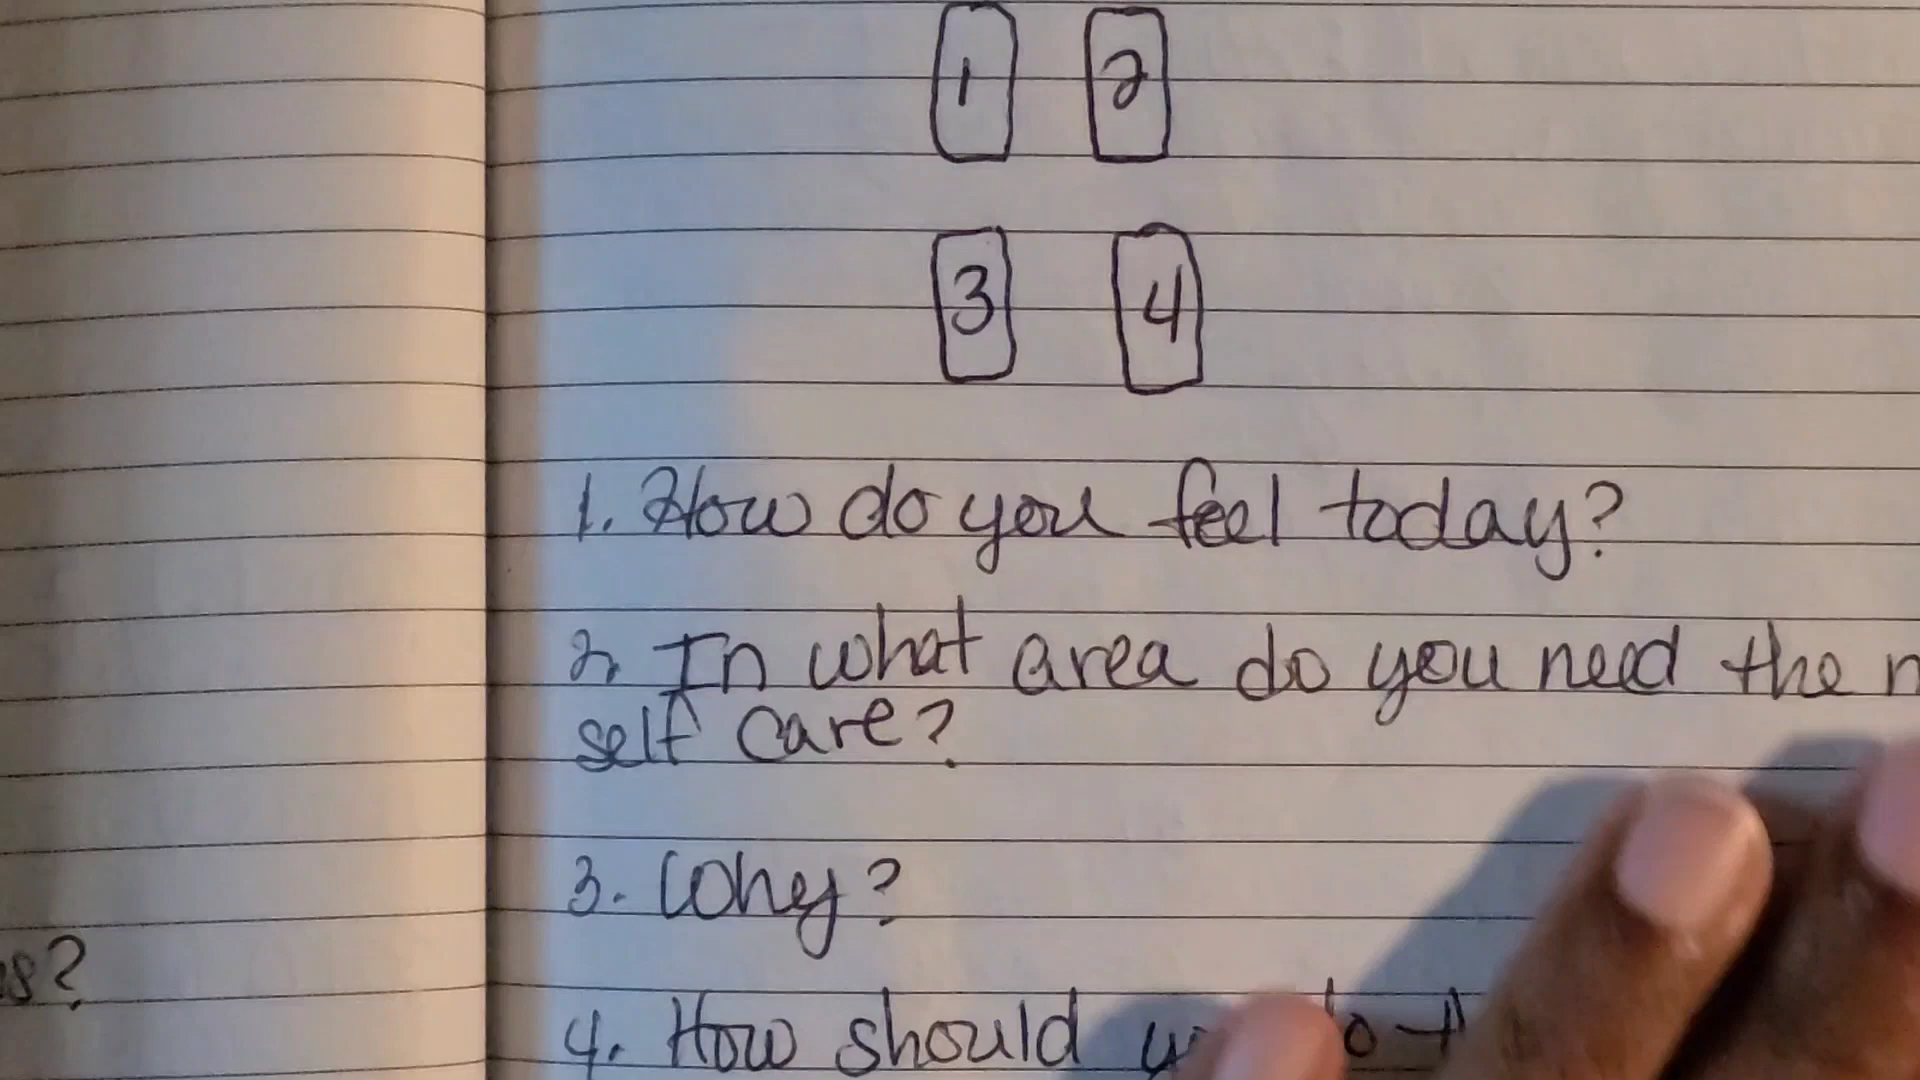 1 2
3 4
1. How do you feel today?
2. In what area do you need the
self care?
3. Why?
4. How should